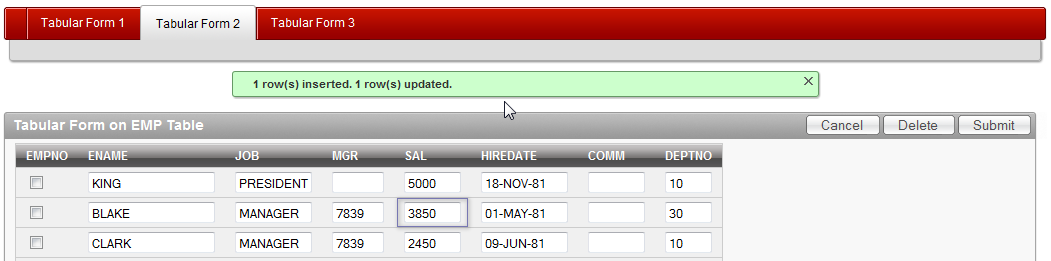 Tabular Form 1 Tabular Form 2 Tabular Form 3
1 row(s) inserted. 1 row(s) updated.
Tabular Form on EMP Table Cancel Delete Submit
EMPNO ENAME JOB MGR SAL HIREDATE COMM DEPTNO
KING PRESIDENT 5000 18-NOV-81 10
BLAKE MANAGER 7839 3850 01-MAY-81 30
CLARK MANAGER 7839 2450 09-JUN-81 10